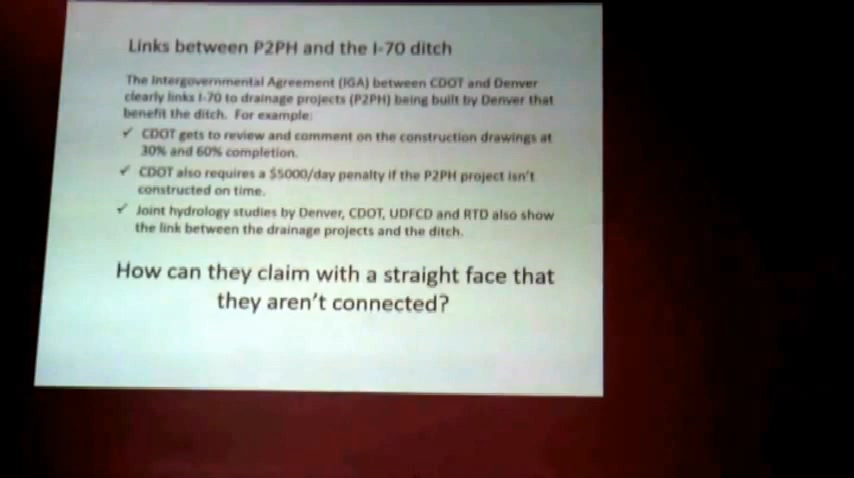 Links between P2PH and the I-70 ditch
The Intergovernmental Agreement (IGA) between CDOT and Denver
clearly links I-70 to drainage projects (P2PH) being built by Denver that
benefit the ditch. For example:
✓ CDOT gets to review and comment on the construction drawings at
30% and 60% completion.
✓ CDOT also requires a $5000/day penalty if the P2PH project isn't
constructed on time.
✓ Joint hydrology studies by Denver, CDOT, UDFCD and RTD also show
the link between the drainage projects and the ditch.
How can they claim with a straight face that
they aren't connected?